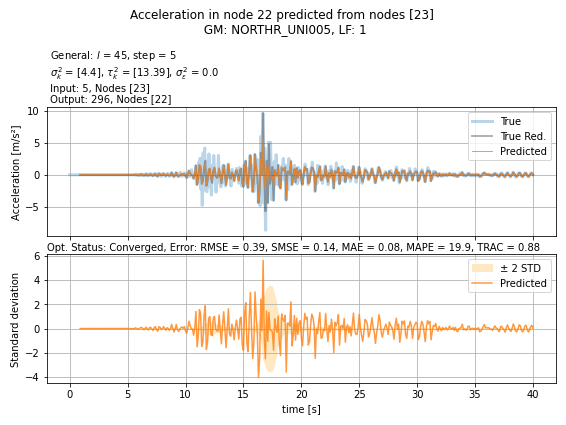 Acceleration in node 22 predicted from nodes [23]
GM: NORTHR_UNI005, LF: 1
General: l = 45, step = 5
σ²ₖ = [4.4], τ²ₖ = [13.39], σ²ε = 0.0
Input: 5, Nodes [23]
Output: 296, Nodes [22]
Acceleration [m/s²]
10
5
0
−5
True
True Red.
Predicted
Opt. Status: Converged, Error: RMSE = 0.39, SMSE = 0.14, MAE = 0.08, MAPE = 19.9, TRAC = 0.88
Standard deviation
6
4
2
0
−2
−4
± 2 STD
Predicted
0 5 10 15 20 25 30 35 40
time [s]